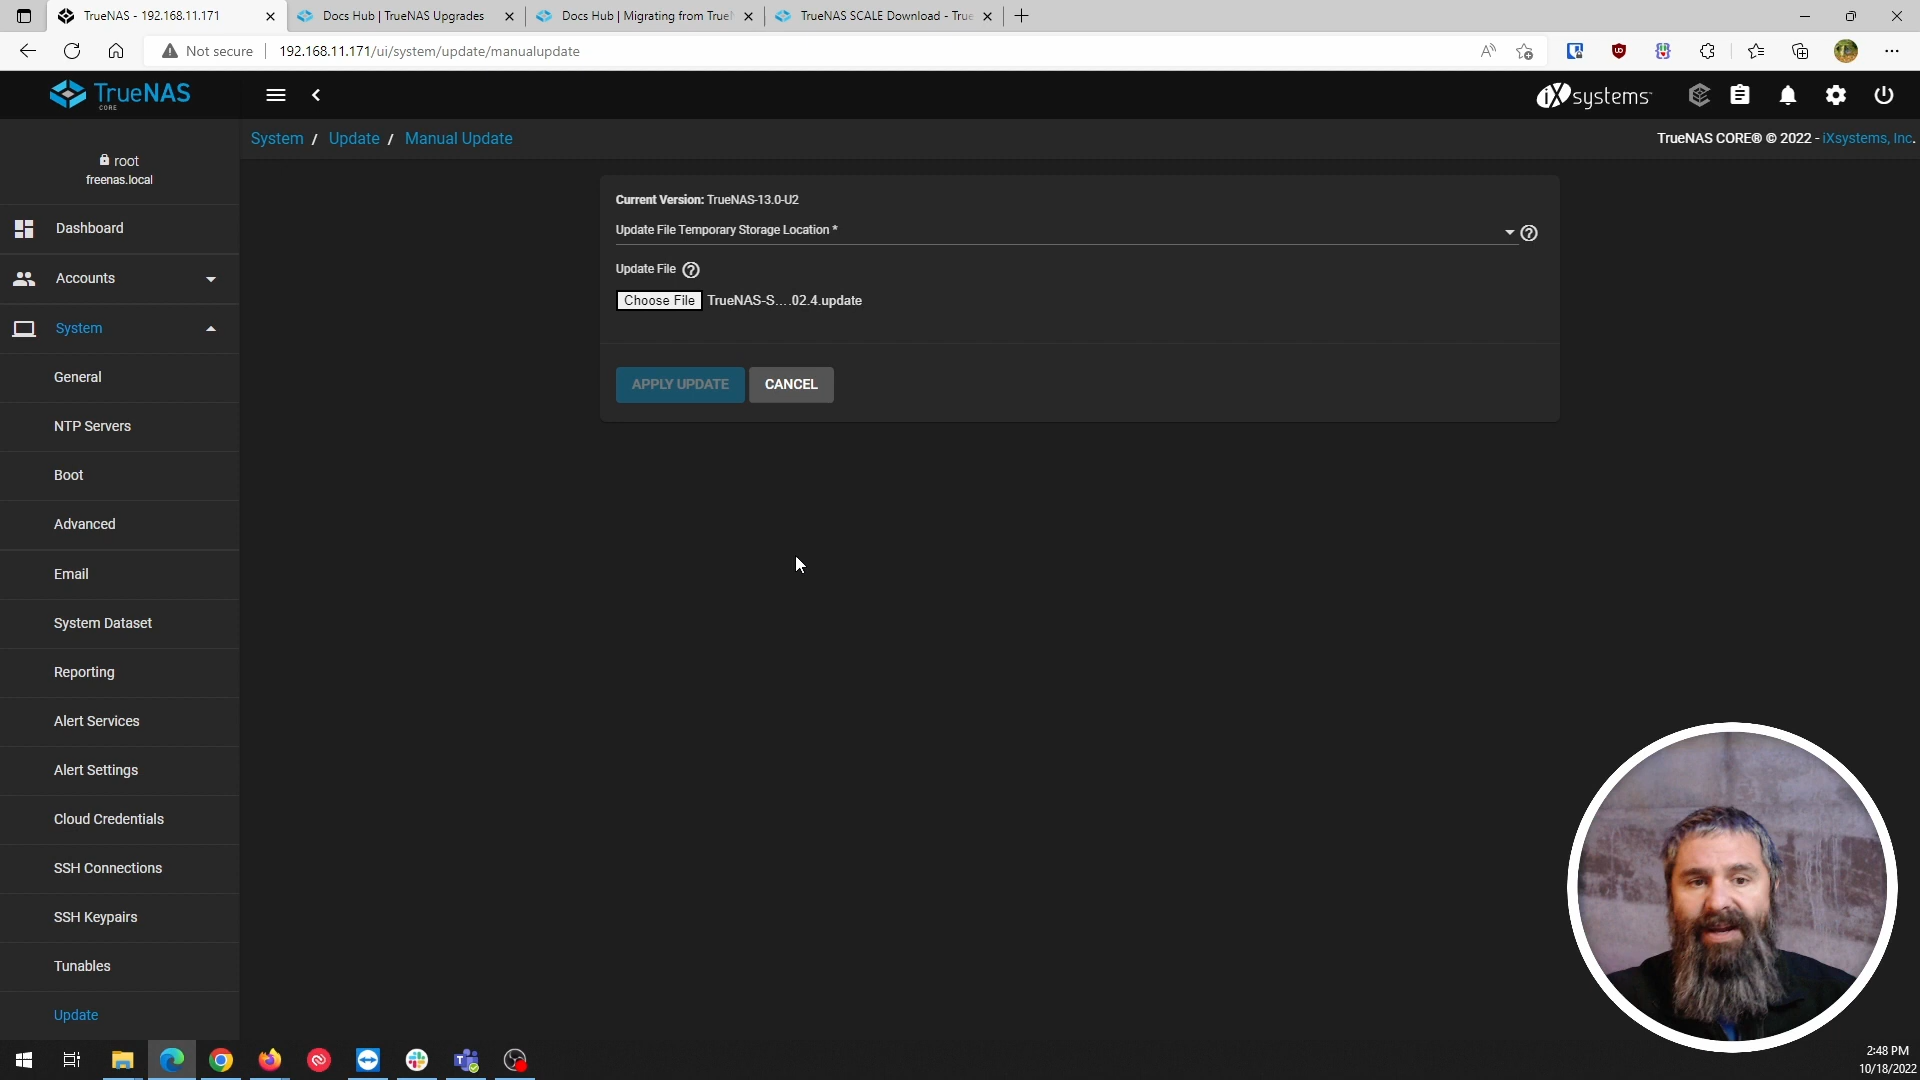 TrueNAS - 192.168.11.171
Docs Hub | TrueNAS Upgrades
Docs Hub | Migrating from TrueN
TrueNAS SCALE Download - True
Not secure
192.168.11.171/ui/system/update/manualupdate
TrueNAS
CORE
iXsystems
System / Update / Manual Update
TrueNAS CORE® © 2022 - iXsystems, Inc.
root
freenas.local
Dashboard
Accounts
System
General
NTP Servers
Boot
Advanced
Email
System Dataset
Reporting
Alert Services
Alert Settings
Cloud Credentials
SSH Connections
SSH Keypairs
Tunables
Update
Current Version: TrueNAS-13.0-U2
Update File Temporary Storage Location *
Update File
Choose File TrueNAS-S....02.4.update
APPLY UPDATE
CANCEL
2:48 PM
10/18/2022